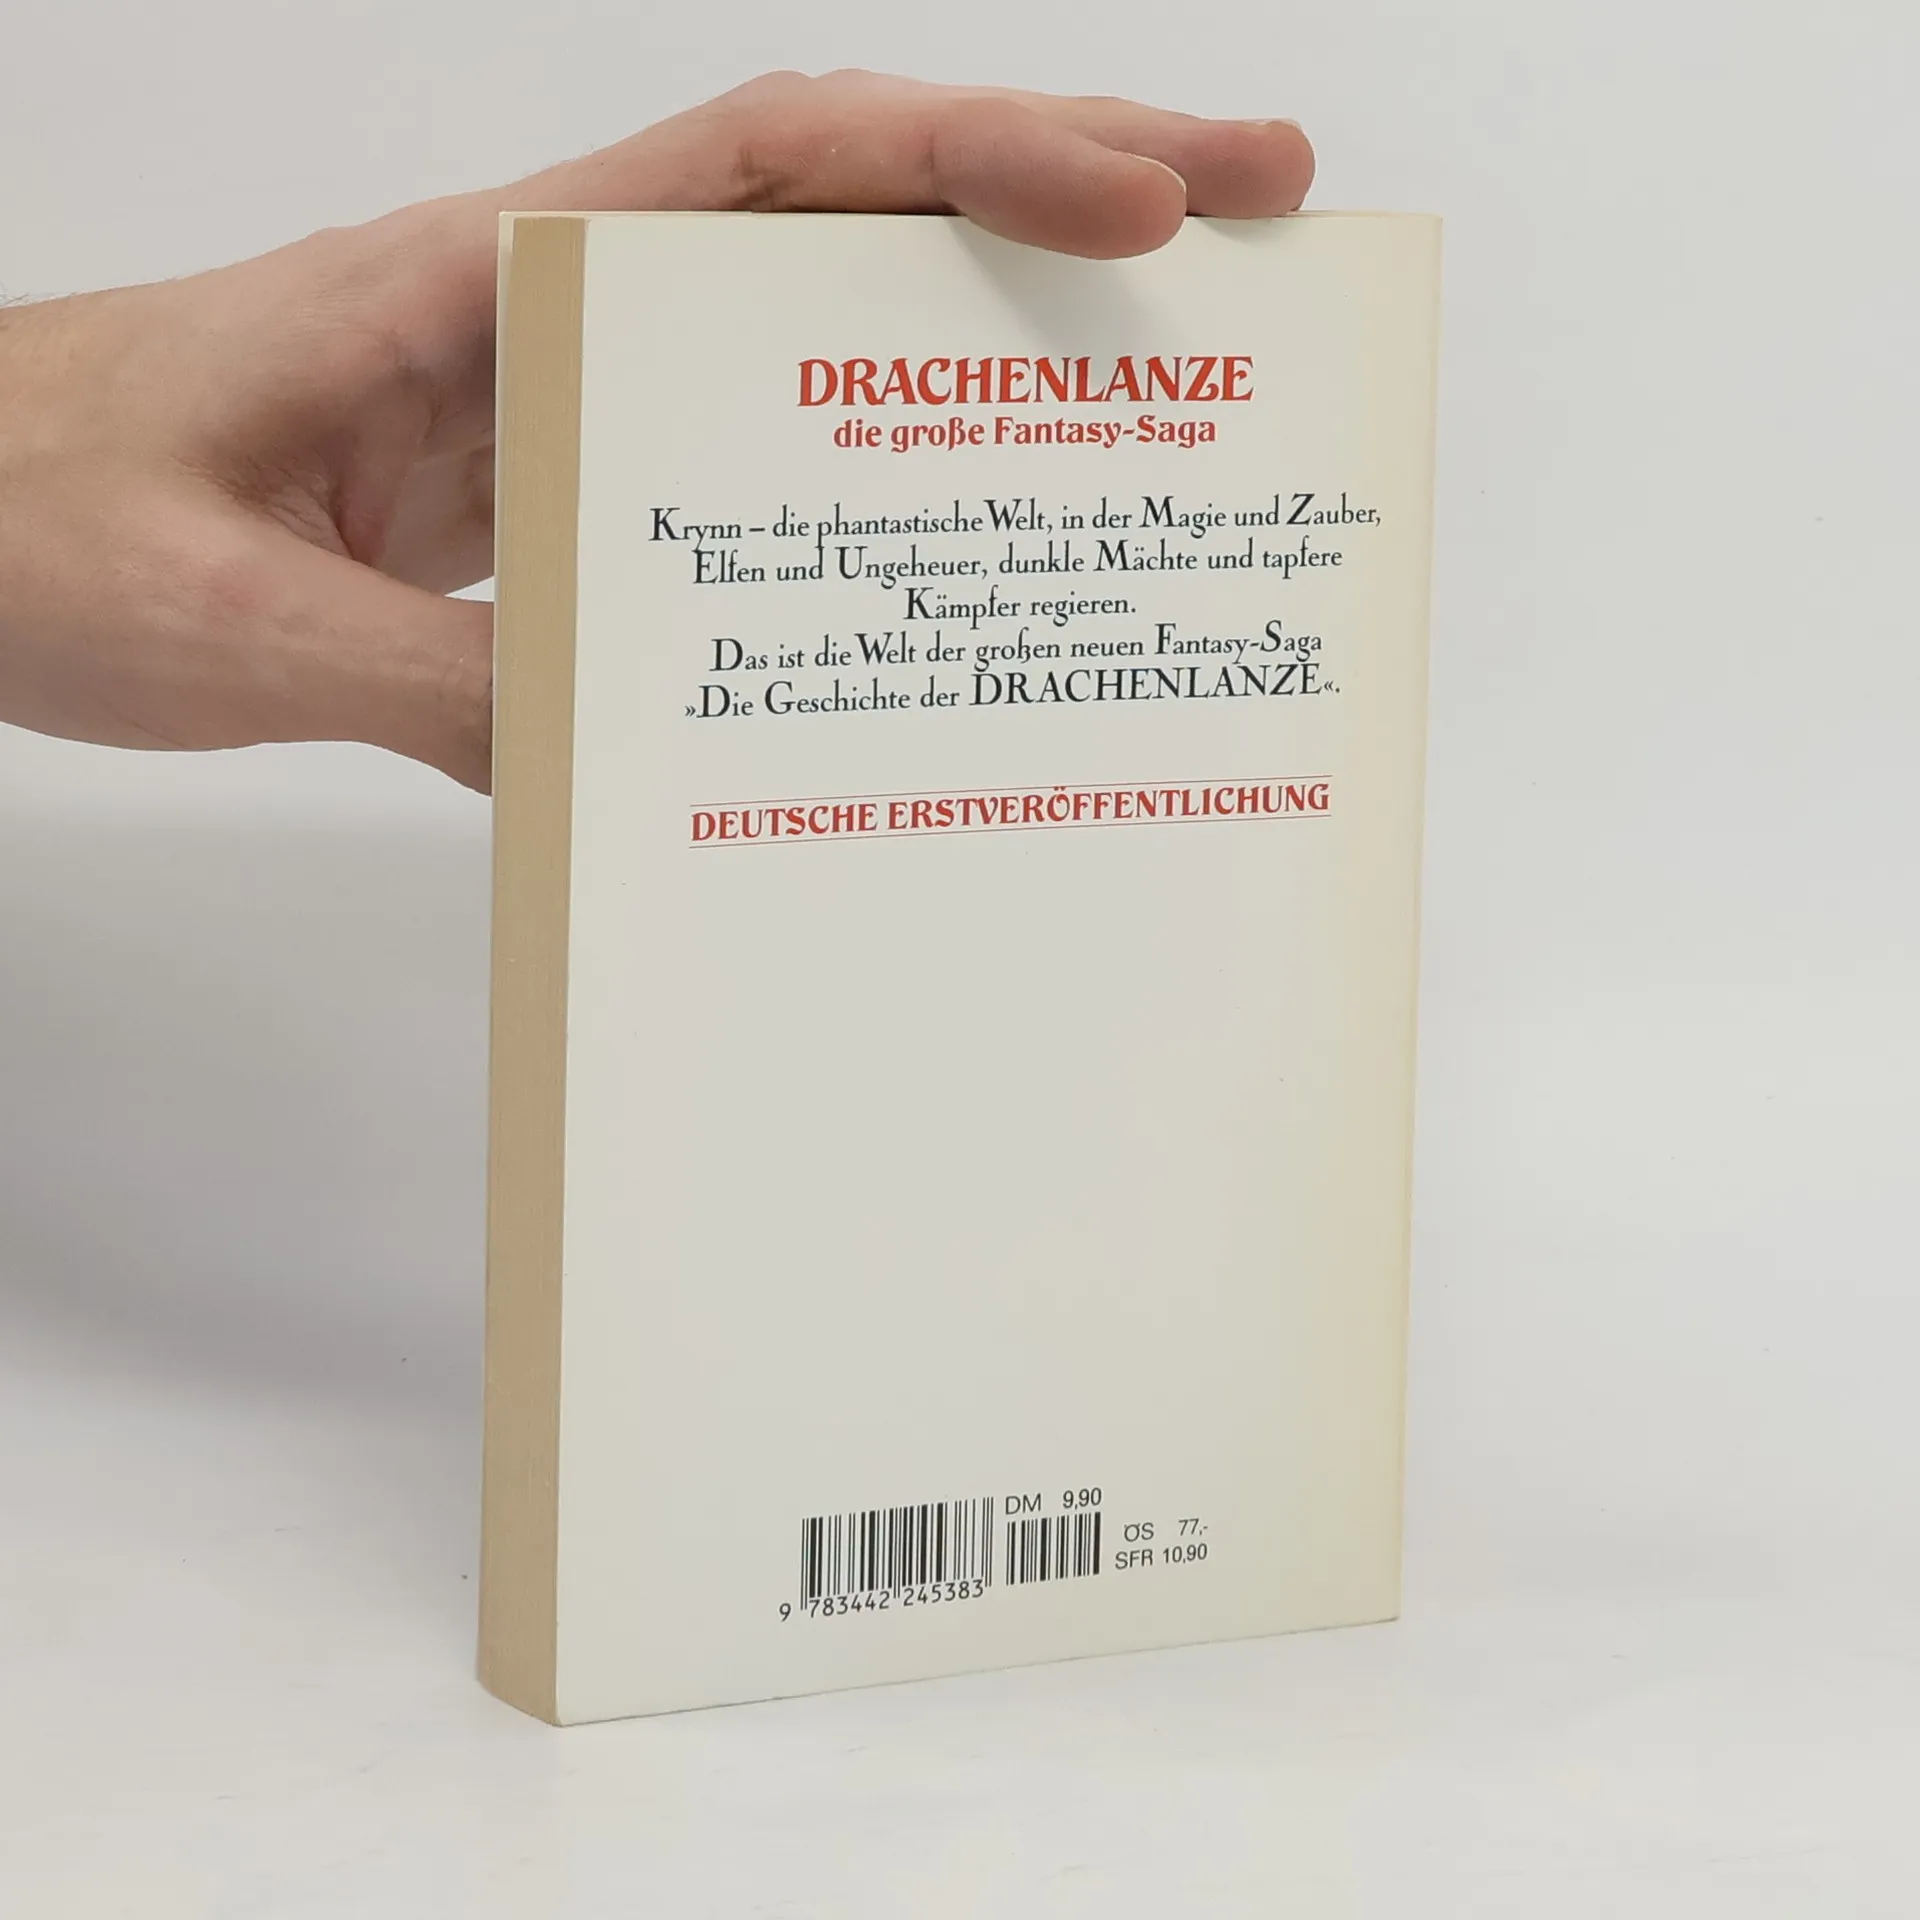 DRACHENLANZE
die große Fantasy-Saga
Krynn – die phantastische Welt, in der Magie und Zauber,
Elfen und Ungeheuer, dunkle Mächte und tapfere
Kämpfer regieren.
Das ist die Welt der großen neuen Fantasy-Saga
»Die Geschichte der DRACHENLANZE«.
DEUTSCHE ERSTVERÖFFENTLICHUNG
DM 9,90
ÖS 77,-
SFR 10,90
9 783442 245383